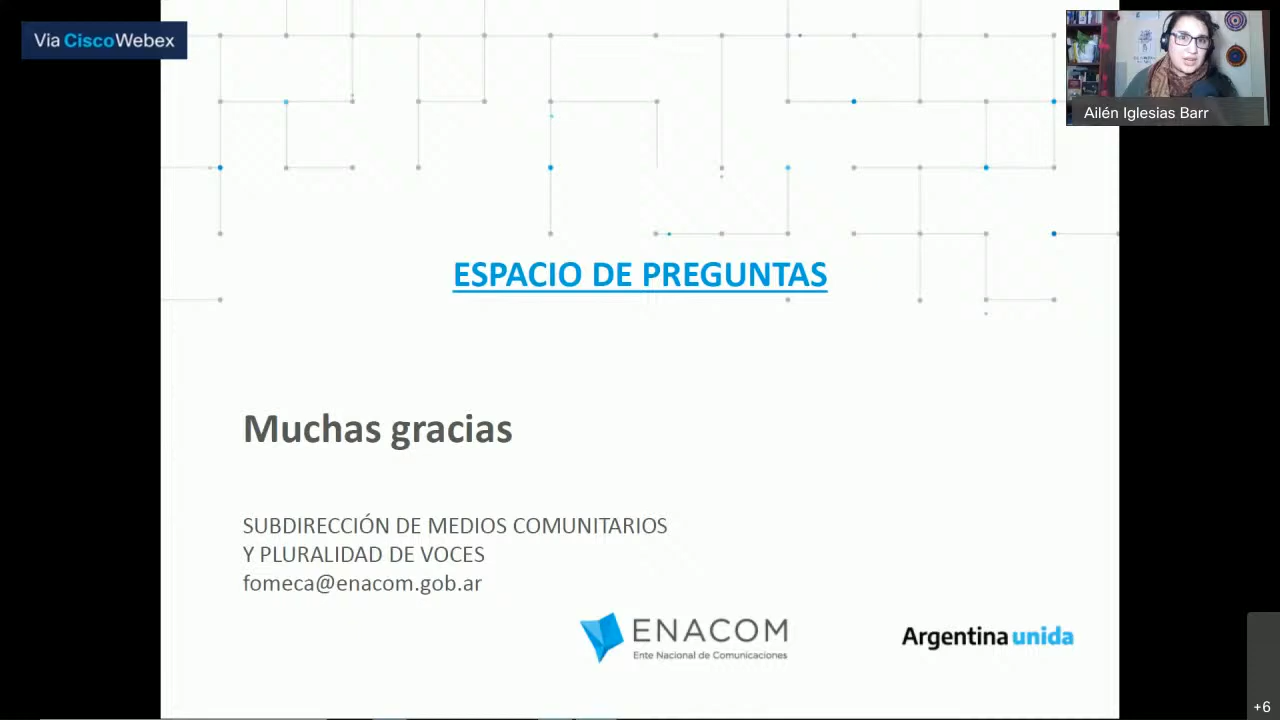 Via CiscoWebex
Ailén Iglesias Barr
ESPACIO DE PREGUNTAS
Muchas gracias
SUBDIRECCIÓN DE MEDIOS COMUNITARIOS
Y PLURALIDAD DE VOCES
fomeca@enacom.gob.ar
ENACOM
Ente Nacional de Comunicaciones
Argentina unida
+6